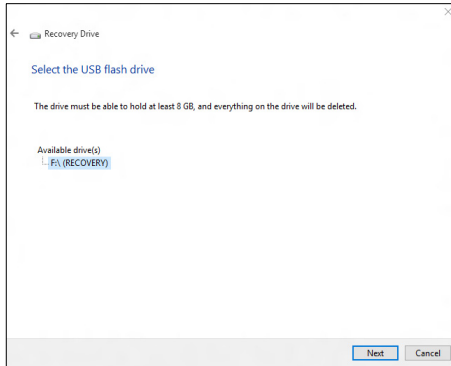 Recovery Drive
Select the USB flash drive
The drive must be able to hold at least 8 GB, and everything on the drive will be deleted.
Available drive(s)
F:\ (RECOVERY)
Next Cancel